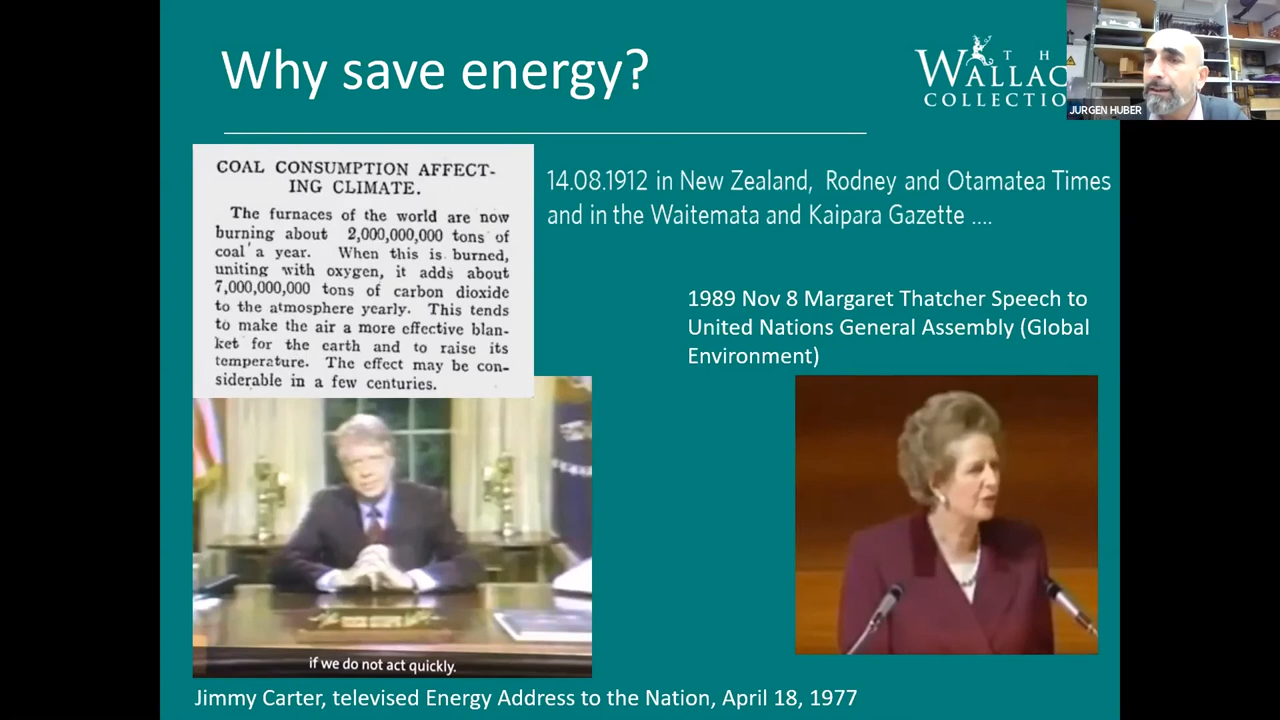 Why save energy?
THE
WALLAC
COLLECTIO
JURGEN HUBER
COAL CONSUMPTION AFFECT-
ING CLIMATE.
The furnaces of the world are now
burning about 2,000,000,000 tons of
coal a year. When this is burned,
uniting with oxygen, it adds about
7,000,000,000 tons of carbon dioxide
to the atmosphere yearly. This tends
to make the air a more effective blan-
ket for the earth and to raise its
temperature. The effect may be con-
siderable in a few centuries.
14.08.1912 in New Zealand, Rodney and Otamatea Times
and in the Waitemata and Kaipara Gazette ....
1989 Nov 8 Margaret Thatcher Speech to
United Nations General Assembly (Global
Environment)
if we do not act quickly.
Jimmy Carter, televised Energy Address to the Nation, April 18, 1977